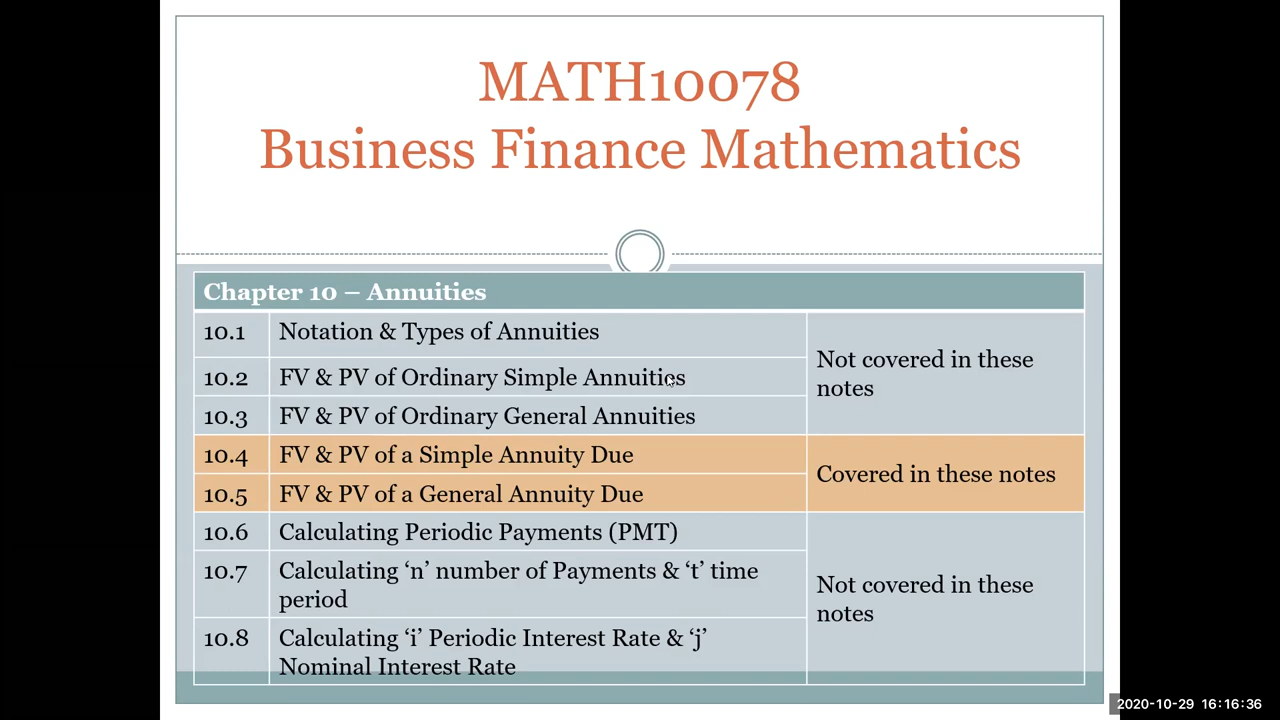 MATH10078
Business Finance Mathematics
Chapter 10 – Annuities
10.1 Notation & Types of Annuities
Not covered in these
notes
10.2 FV & PV of Ordinary Simple Annuities
10.3 FV & PV of Ordinary General Annuities
10.4 FV & PV of a Simple Annuity Due
Covered in these notes
10.5 FV & PV of a General Annuity Due
10.6 Calculating Periodic Payments (PMT)
10.7 Calculating ‘n’ number of Payments & ‘t’ time
period
Not covered in these
notes
10.8 Calculating ‘i’ Periodic Interest Rate & ‘j’
Nominal Interest Rate
2020-10-29 16:16:36